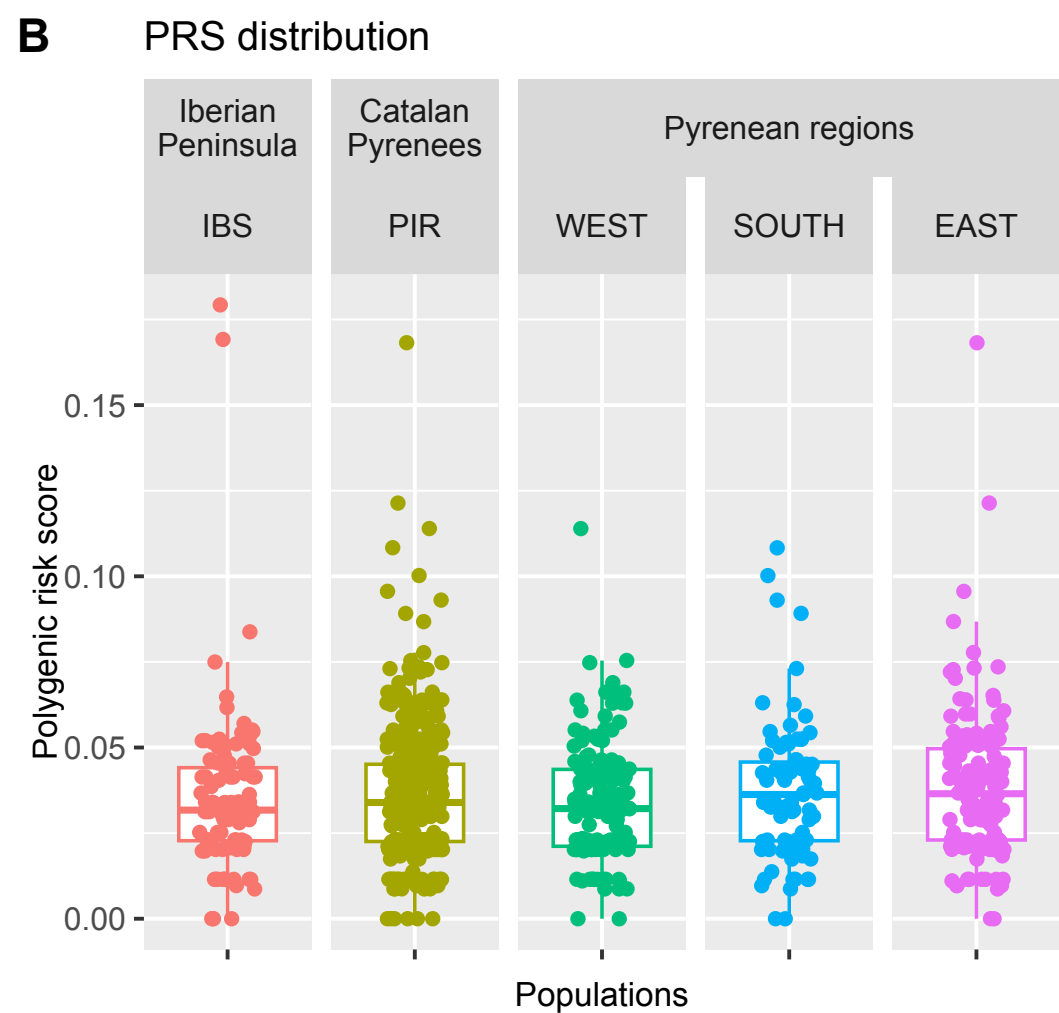 B PRS distribution
Iberian
Peninsula
Catalan
Pyrenees
Pyrenean regions
IBS
PIR
WEST
SOUTH
EAST
Polygenic risk score
0.15
0.10
0.05
0.00
Populations